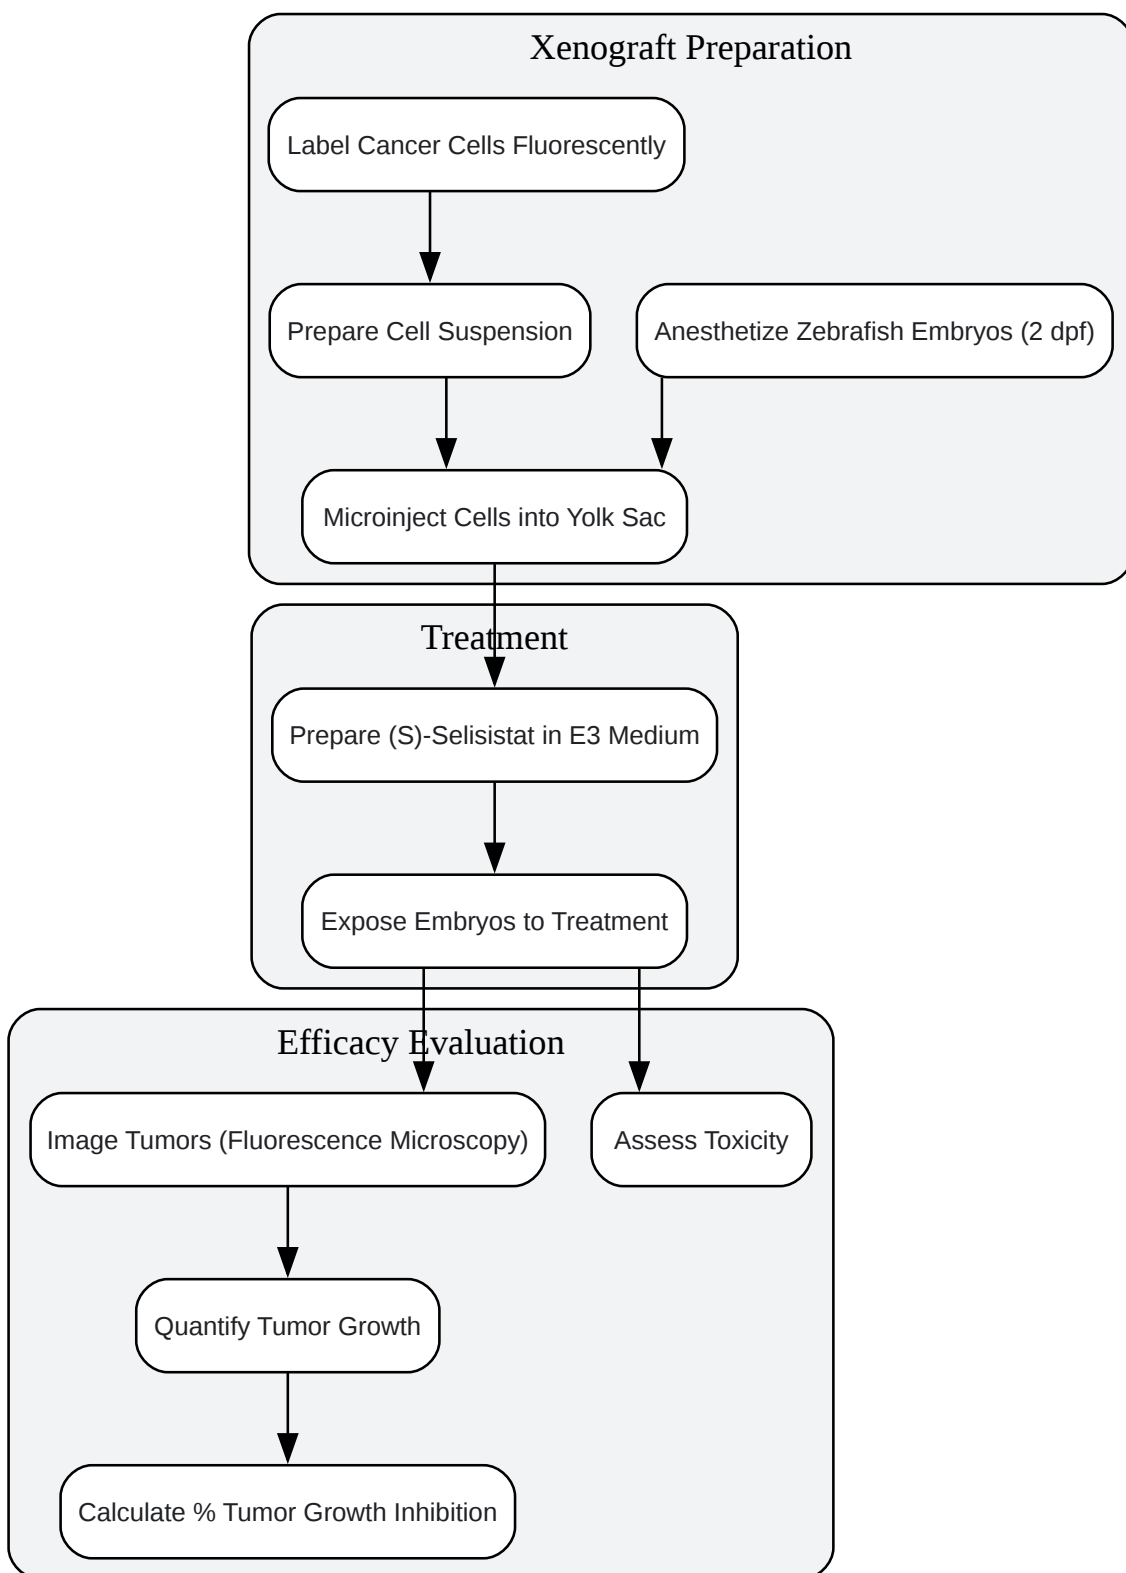 Xenograft Preparation
Label Cancer Cells Fluorescently
Prepare Cell Suspension
Anesthetize Zebrafish Embryos (2 dpf)
Microinject Cells into Yolk Sac
Treatment
Prepare (S)-Selisistat in E3 Medium
Expose Embryos to Treatment
Efficacy Evaluation
Image Tumors (Fluorescence Microscopy)
Assess Toxicity
Quantify Tumor Growth
Calculate % Tumor Growth Inhibition